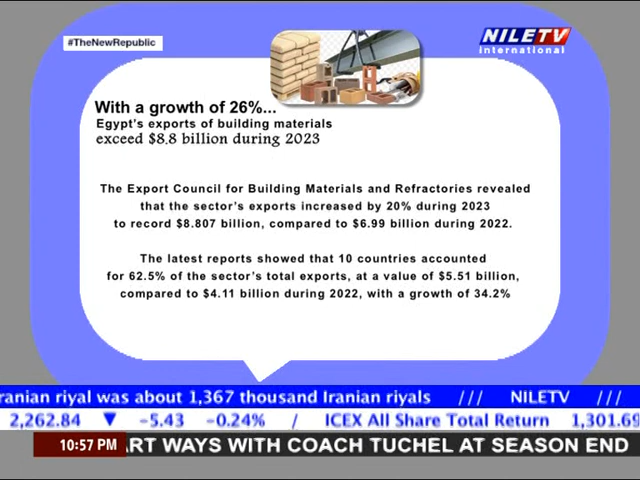 #TheNewRepublic
NILETV
international
With a growth of 26%...
Egypt's exports of building materials
exceed $8.8 billion during 2023
The Export Council for Building Materials and Refractories revealed
that the sector's exports increased by 20% during 2023
to record $8.807 billion, compared to $6.99 billion during 2022.
The latest reports showed that 10 countries accounted
for 62.5% of the sector's total exports, at a value of $5.51 billion,
compared to $4.11 billion during 2022, with a growth of 34.2%
ranian riyal was about 1,367 thousand Iranian riyals /// NILETV ///
2,262.84 ▼ -5.43 -0.24% / ICEX All Share Total Return 1,301.69
10:57 PM ART WAYS WITH COACH TUCHEL AT SEASON END